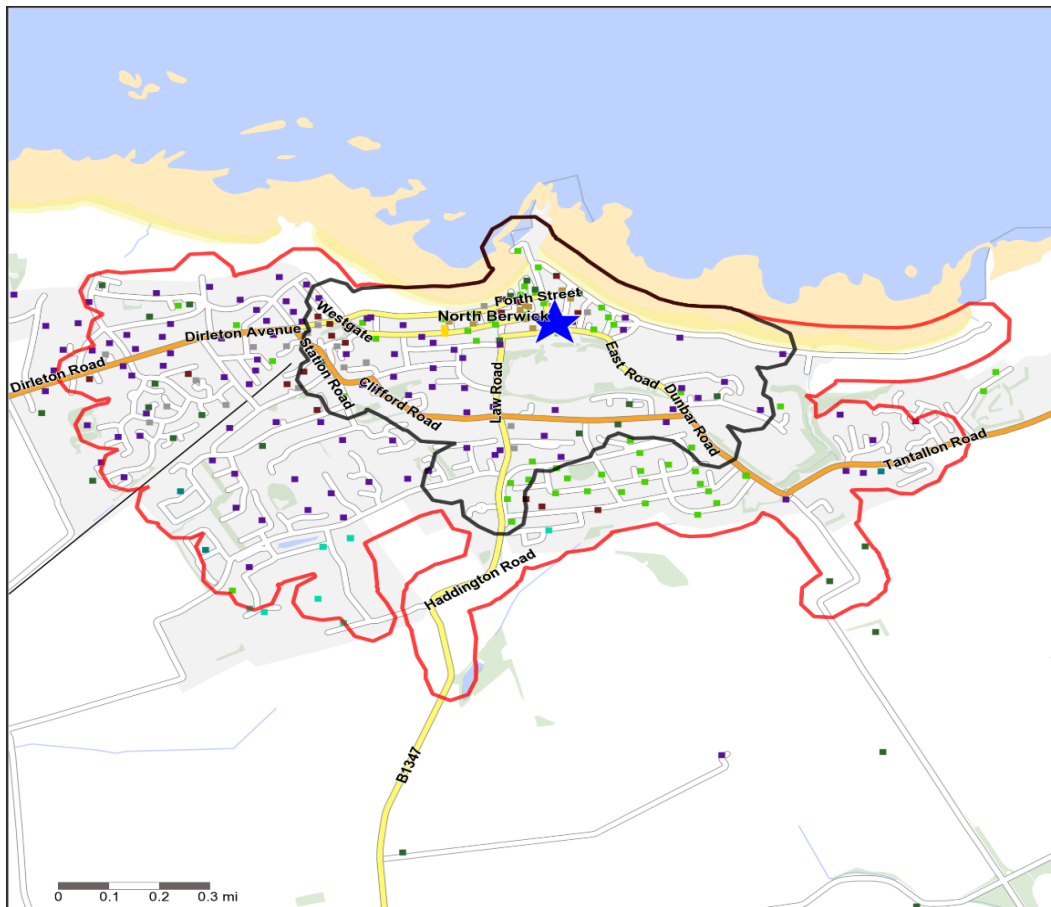 Forth Street
North Berwick
Westgate
Dirleton Avenue
Dirleton Road
Station Road
Clifford Road
Law Road
East Road
Dunbar Road
Tantallon Road
Haddington Road
B1347
0 0.1 0.2 0.3 mi